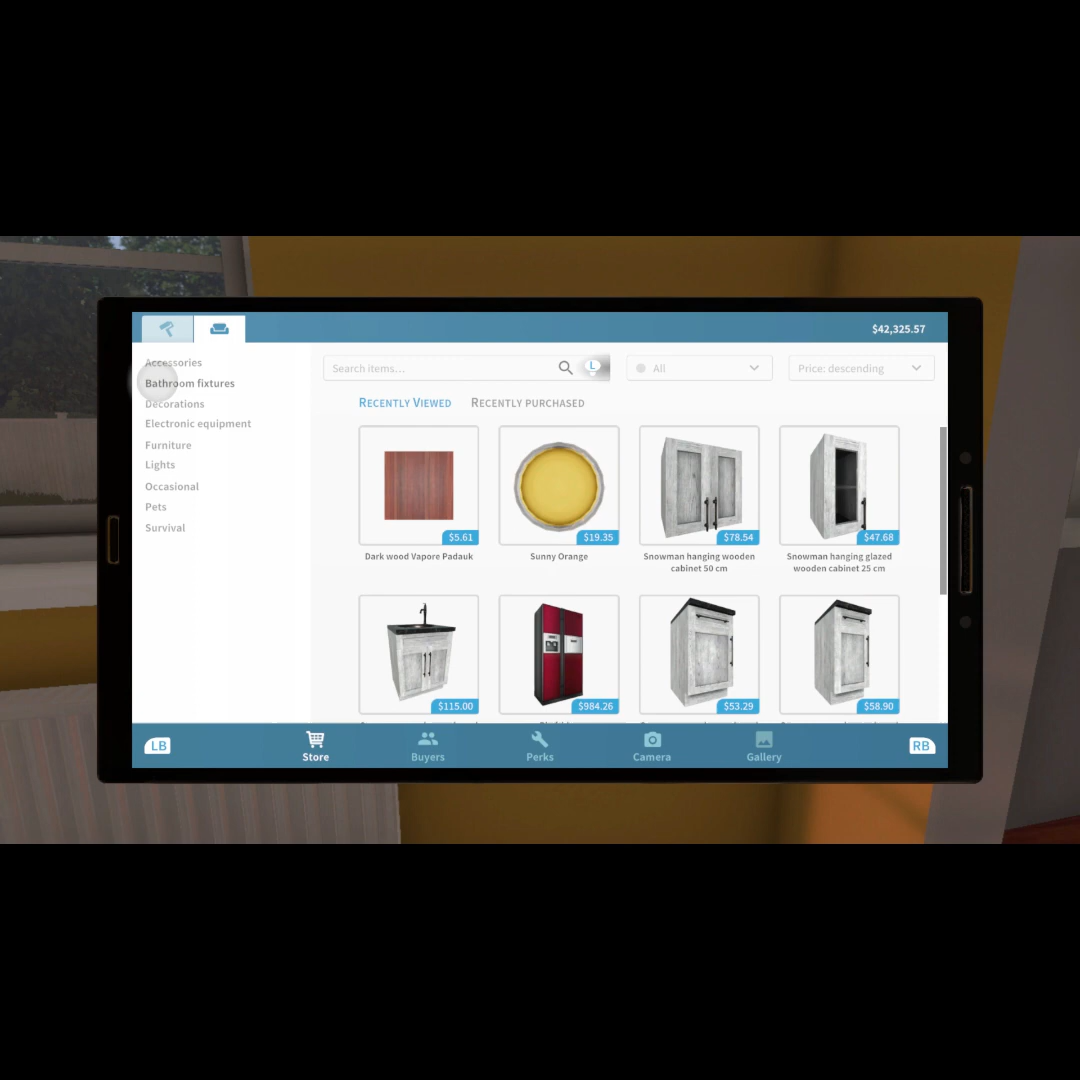 $42,325.57
Accessories
Bathroom fixtures
Decorations
Electronic equipment
Furniture
Lights
Occasional
Pets
Survival
Search items...
L
All
Price: descending
RECENTLY VIEWED
RECENTLY PURCHASED
$5.61
$19.35
$78.54
$47.68
Dark wood Vapore Padauk
Sunny Orange
Snowman hanging wooden
cabinet 50 cm
Snowman hanging glazed
wooden cabinet 25 cm
$115.00
$984.26
$53.29
$58.90
LB
Store
Buyers
Perks
Camera
Gallery
RB